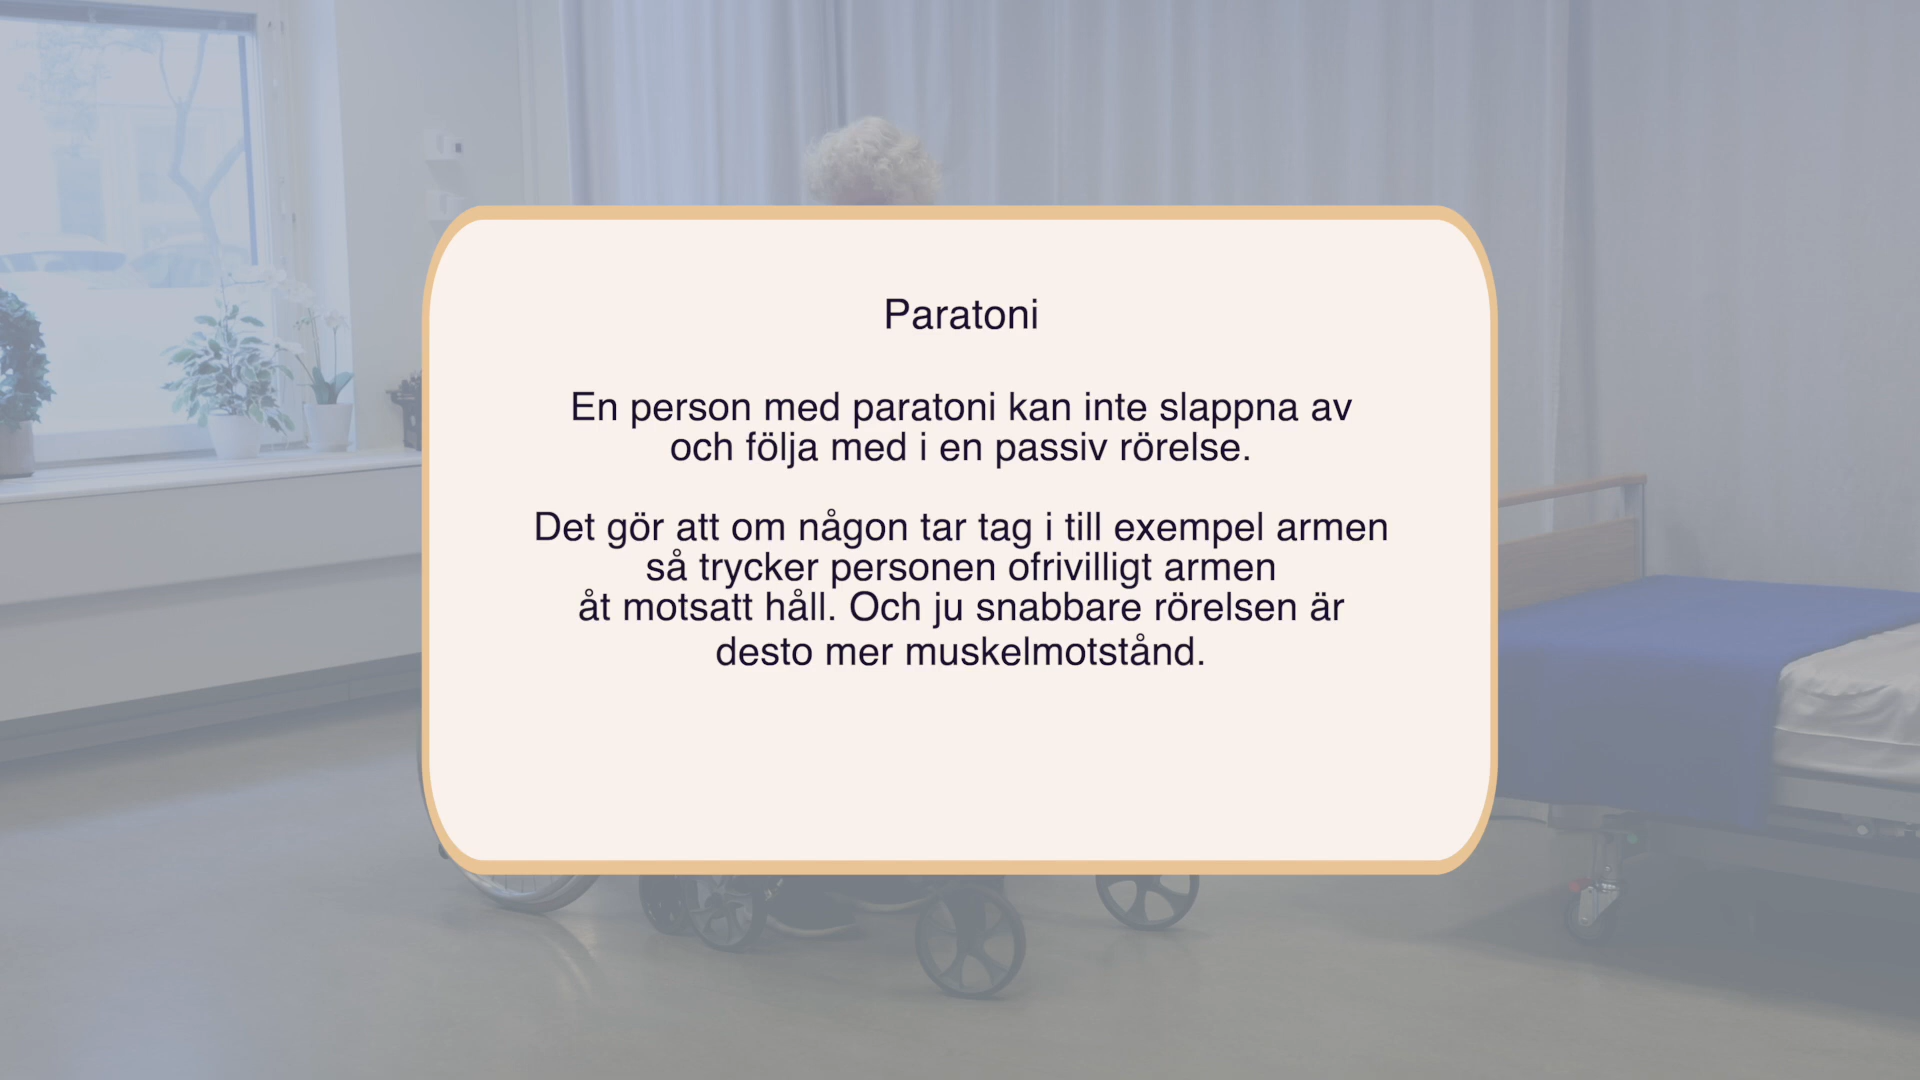 Paratoni
En person med paratoni kan inte slappna av
och följa med i en passiv rörelse.
Det gör att om någon tar tag i till exempel armen
så trycker personen ofrivilligt armen
åt motsatt håll. Och ju snabbare rörelsen är
desto mer muskelmotstånd.